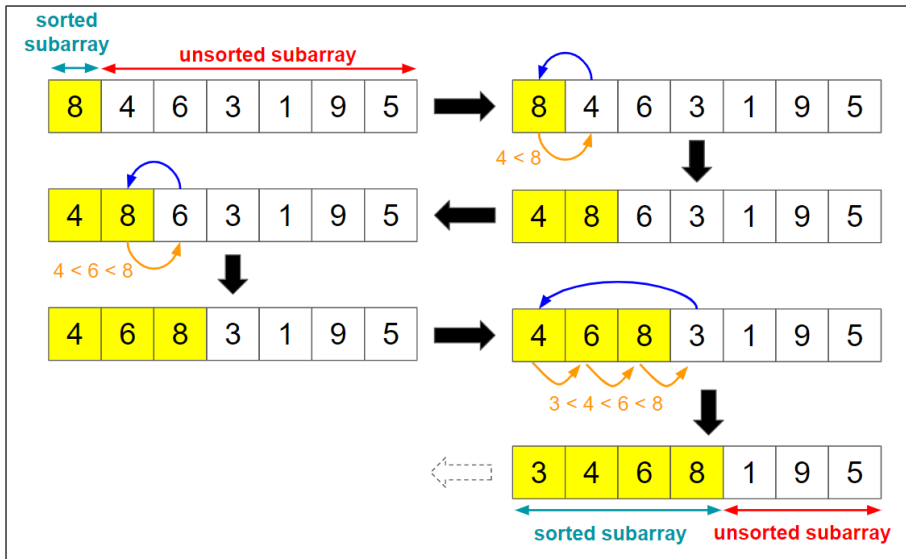 sorted
subarray
unsorted subarray
8 4 6 3 1 9 5
8 4 6 3 1 9 5
4 < 8
4 8 6 3 1 9 5
4 < 6 < 8
4 8 6 3 1 9 5
4 6 8 3 1 9 5
4 6 8 3 1 9 5
3 < 4 < 6 < 8
3 4 6 8 1 9 5
sorted subarray
unsorted subarray